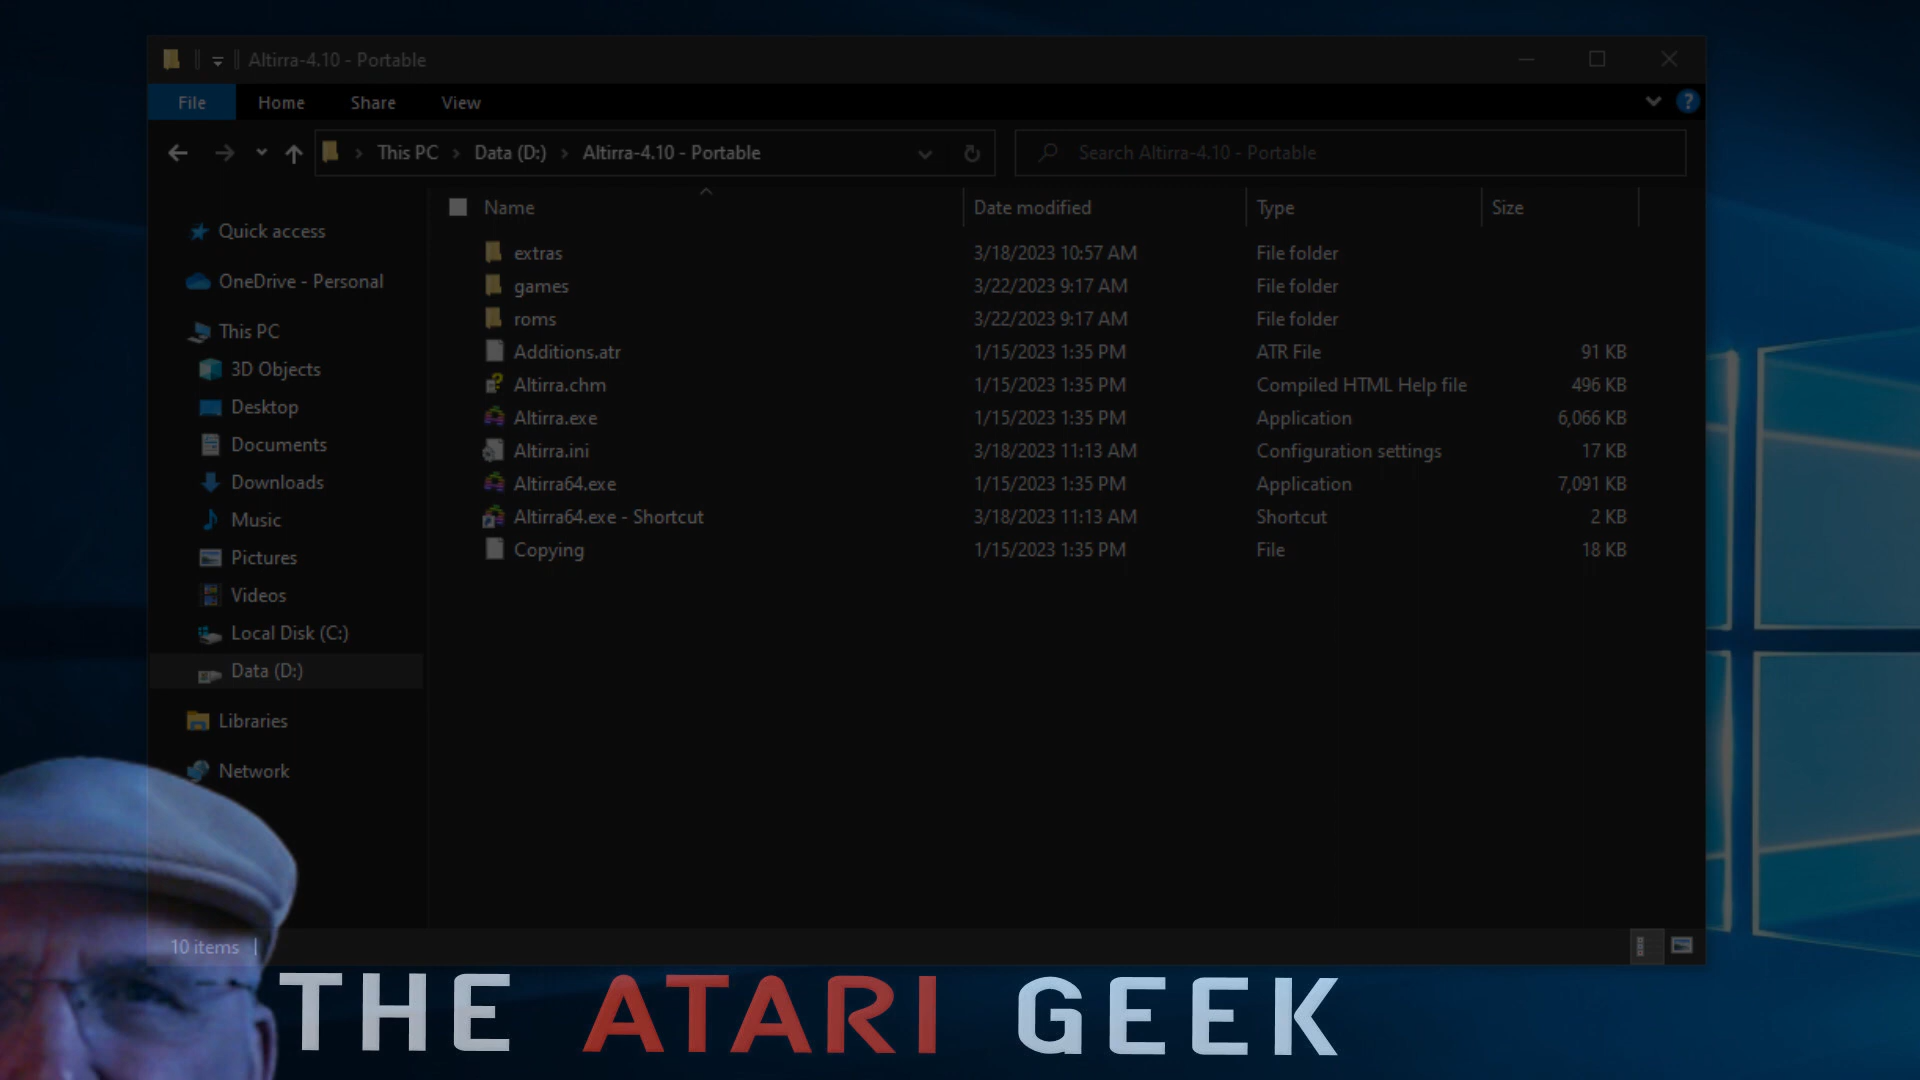 Altirra-4.10 - Portable
File Home Share View
This PC Data (D:) Altirra-4.10 - Portable Search Altirra-4.10 - Portable
Name Date modified Type Size
Quick access
OneDrive - Personal
This PC
3D Objects
Desktop
Documents
Downloads
Music
Pictures
Videos
Local Disk (C:)
Data (D:)
Libraries
Network
extras 3/18/2023 10:57 AM File folder
games 3/22/2023 9:17 AM File folder
roms 3/22/2023 9:17 AM File folder
Additions.atr 1/15/2023 1:35 PM ATR File 91 KB
Altirra.chm 1/15/2023 1:35 PM Compiled HTML Help file 496 KB
Altirra.exe 1/15/2023 1:35 PM Application 6,066 KB
Altirra.ini 3/18/2023 11:13 AM Configuration settings 17 KB
Altirra64.exe 1/15/2023 1:35 PM Application 7,091 KB
Altirra64.exe - Shortcut 3/18/2023 11:13 AM Shortcut 2 KB
Copying 1/15/2023 1:35 PM File 18 KB
10 items
THE ATARI GEEK